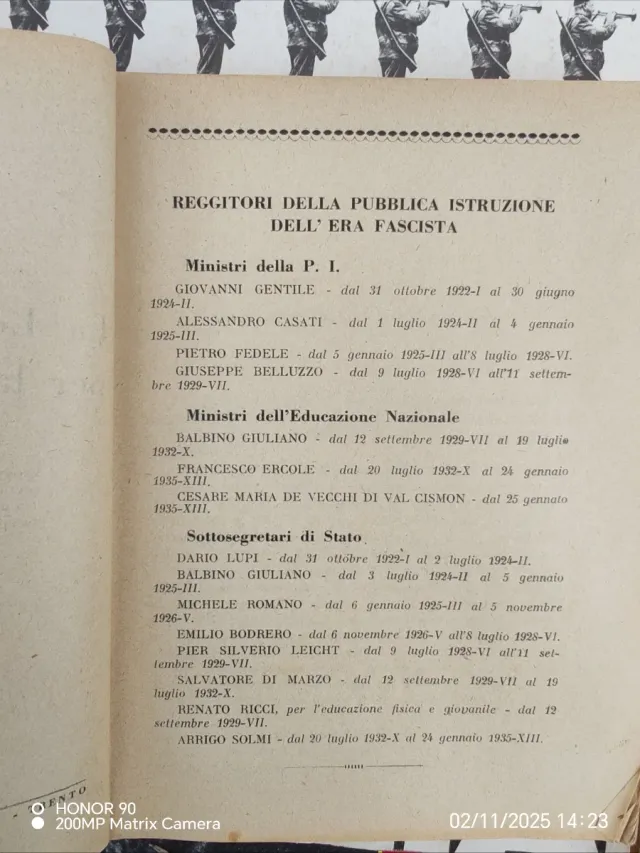 REGGITORI DELLA PUBBLICA ISTRUZIONE
DELL' ERA FASCISTA
Ministri della P. I.
GIOVANNI GENTILE - dal 31 ottobre 1922-I al 30 giugno
1924-II.
ALESSANDRO CASATI - dal 1 luglio 1924-II al 4 gennaio
1925-III.
PIETRO FEDELE - dal 5 gennaio 1925-III all'8 luglio 1928-VI.
GIUSEPPE BELLUZZO - dal 9 luglio 1928-VI all'11 settem-
bre 1929-VII.
Ministri dell'Educazione Nazionale
BALBINO GIULIANO - dal 12 settembre 1929-VII al 19 luglio
1932-X.
FRANCESCO ERCOLE - dal 20 luglio 1932-X al 24 gennaio
1935-XIII.
CESARE MARIA DE VECCHI DI VAL CISMON - dal 25 gennaio
1935-XIII.
Sottosegretari di Stato
DARIO LUPI - dal 31 ottobre 1922-I al 2 luglio 1924-II.
BALBINO GIULIANO - dal 3 luglio 1924-II al 5 gennaio
1925-III.
MICHELE ROMANO - dal 6 gennaio 1925-III al 5 novembre
1926-V.
EMILIO BODRERO - dal 6 novembre 1926-V all'8 luglio 1928-VI.
PIER SILVERIO LEICHT - dal 9 luglio 1928-VI all'11 set-
tembre 1929-VII.
SALVATORE DI MARZO - dal 12 settembre 1929-VII al 19
luglio 1932-X.
RENATO RICCI, per l'educazione fisica e giovanile - dal 12
settembre 1929-VII.
ARRIGO SOLMI - dal 20 luglio 1932-X al 24 gennaio 1935-XIII.
- TRENTO
HONOR 90
200MP Matrix Camera
02/11/2025 14:23